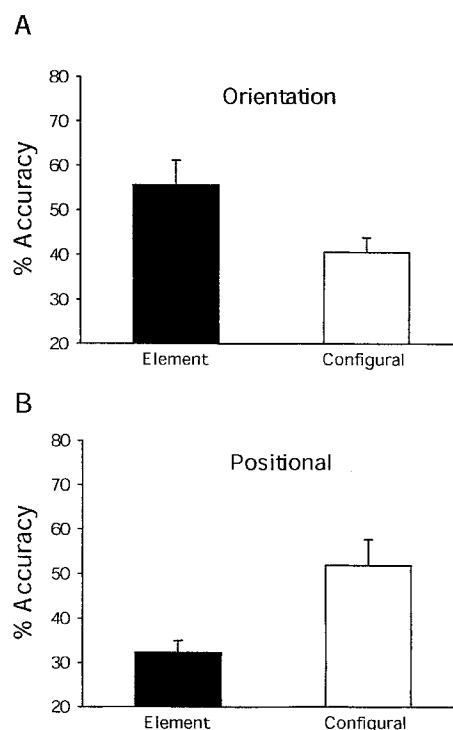 A
Orientation
% Accuracy
80
70
60
50
40
30
20
Element Configural
B
Positional
% Accuracy
80
70
60
50
40
30
20
Element Configural